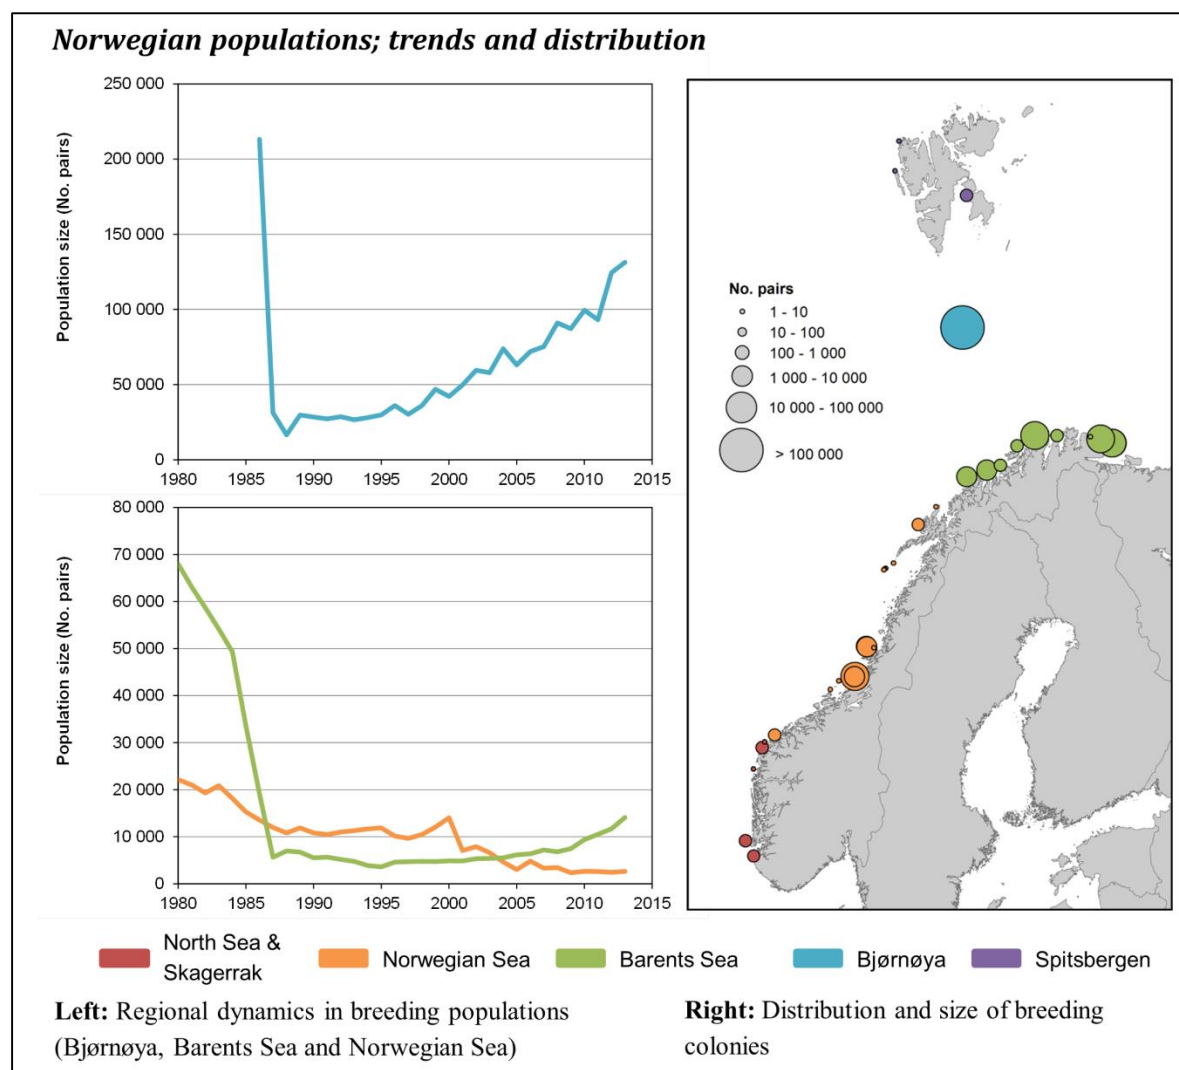 Norwegian populations; trends and distribution
Population size (No. pairs)
250 000
200 000
150 000
100 000
50 000
0
1980 1985 1990 1995 2000 2005 2010 2015
Population size (No. pairs)
80 000
70 000
60 000
50 000
40 000
30 000
20 000
10 000
0
1980 1985 1990 1995 2000 2005 2010 2015
No. pairs
1 - 10
10 - 100
100 - 1 000
1 000 - 10 000
10 000 - 100 000
> 100 000
North Sea &
Skagerrak
Norwegian Sea
Barents Sea
Bjørnøya
Spitsbergen
Left: Regional dynamics in breeding populations
(Bjørnøya, Barents Sea and Norwegian Sea)
Right: Distribution and size of breeding
colonies